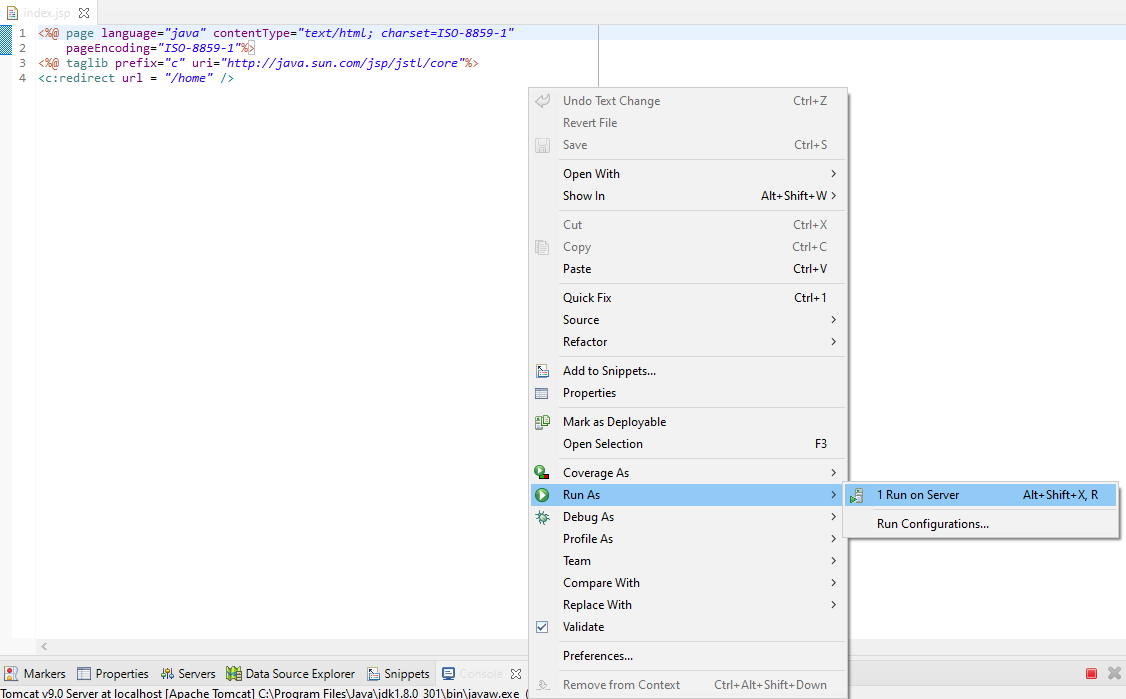 index.jsp
1 <%@ page language="java" contentType="text/html; charset=ISO-8859-1"
2 pageEncoding="ISO-8859-1"%>
3 <%@ taglib prefix="c" uri="http://java.sun.com/jsp/jstl/core"%>
4 <c:redirect url = "/home" />
Undo Text Change Ctrl+Z
Revert File
Save Ctrl+S
Open With
Show In Alt+Shift+W
Cut Ctrl+X
Copy Ctrl+C
Paste Ctrl+V
Quick Fix Ctrl+1
Source
Refactor
Add to Snippets...
Properties
Mark as Deployable
Open Selection F3
Coverage As
Run As
1 Run on Server Alt+Shift+X, R
Debug As
Run Configurations...
Profile As
Team
Compare With
Replace With
Validate
Preferences...
Remove from Context Ctrl+Alt+Shift+Down
Markers Properties Servers Data Source Explorer Snippets Console
Tomcat v9.0 Server at localhost [Apache Tomcat] C:\Program Files\Java\jdk1.8.0_301\bin\javaw.exe (